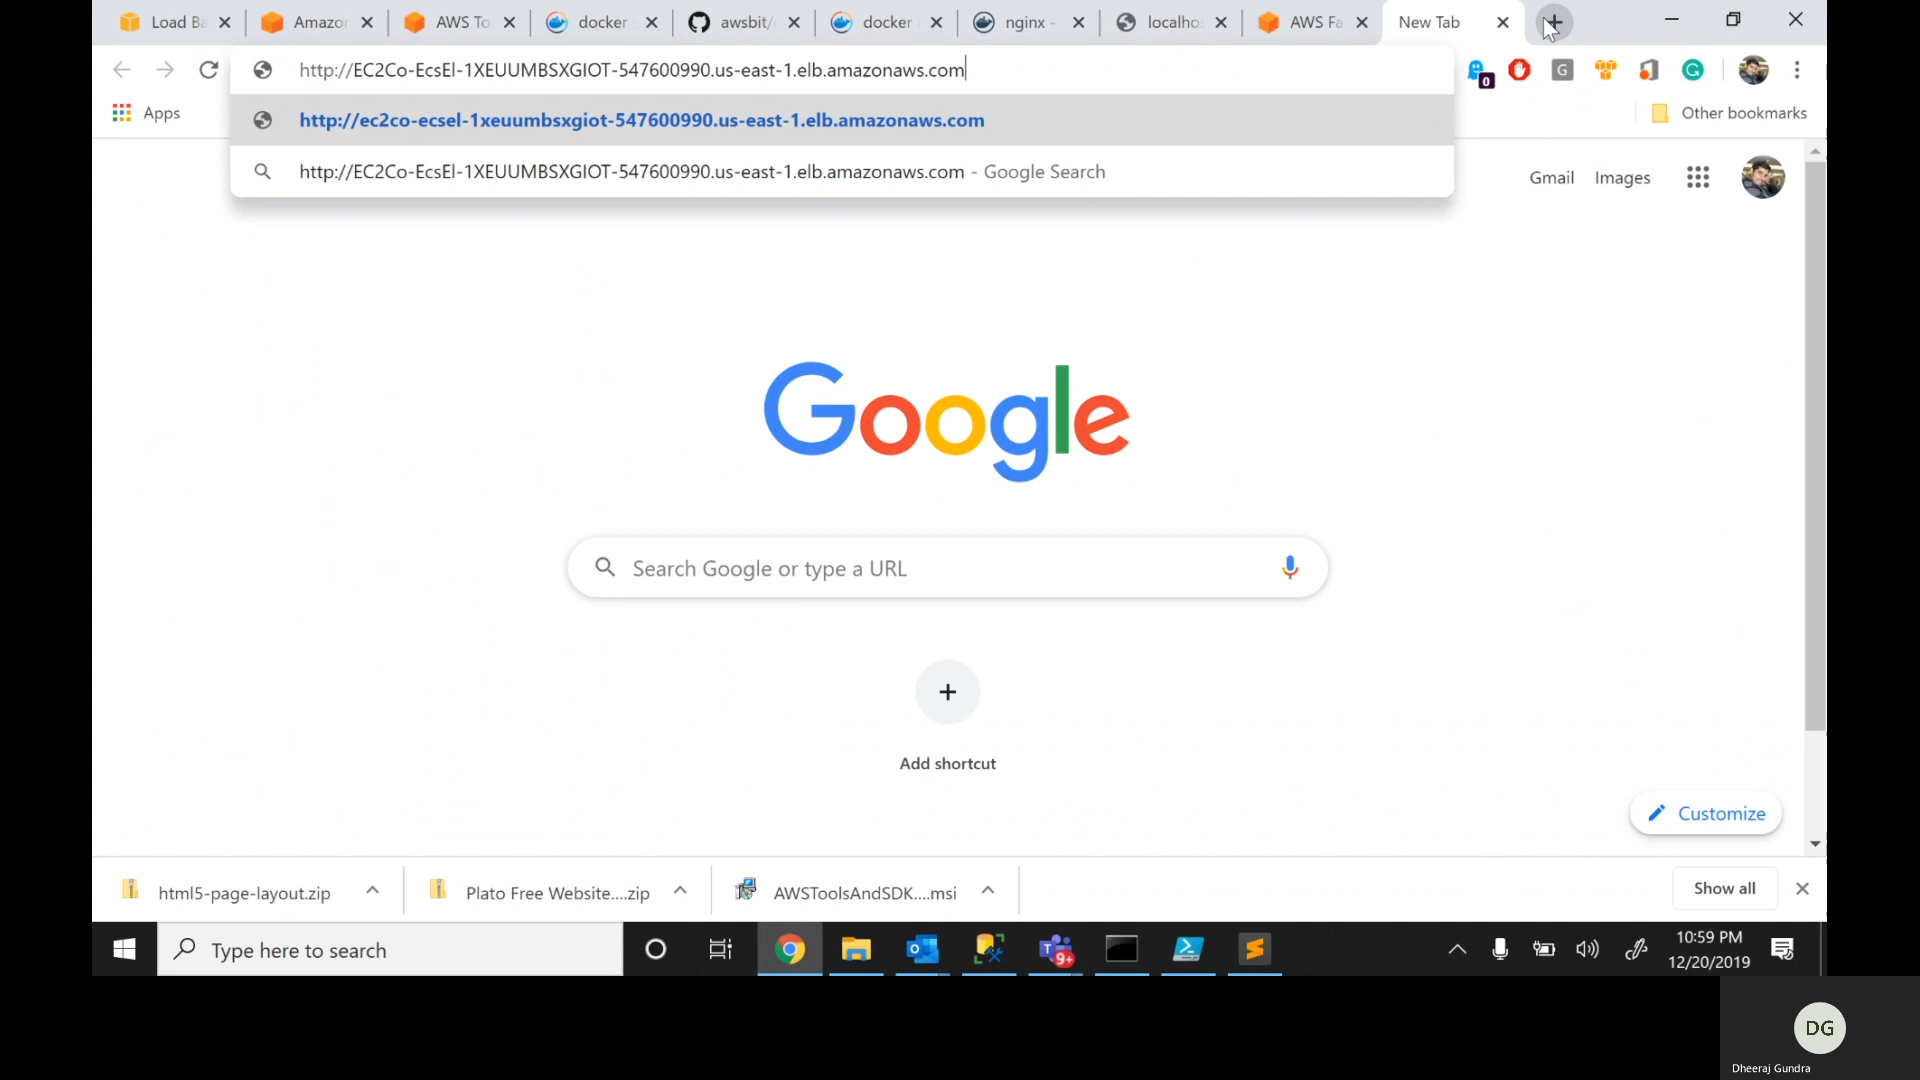 Load Ba
Amazo
AWS To
docker
awsbit/
docker
nginx -
localho
AWS Fa
New Tab
http://EC2Co-EcsEl-1XEUUMBSXGIOT-547600990.us-east-1.elb.amazonaws.com
0
G
Apps
Other bookmarks
http://ec2co-ecsel-1xeuumbsxgiot-547600990.us-east-1.elb.amazonaws.com
http://EC2Co-EcsEl-1XEUUMBSXGIOT-547600990.us-east-1.elb.amazonaws.com - Google Search
Gmail
Images
Google
Search Google or type a URL
Add shortcut
Customize
html5-page-layout.zip
Plato Free Website....zip
AWSToolsAndSDK....msi
Show all
Type here to search
9+
10:59 PM
12/20/2019
DG
Dheeraj Gundra